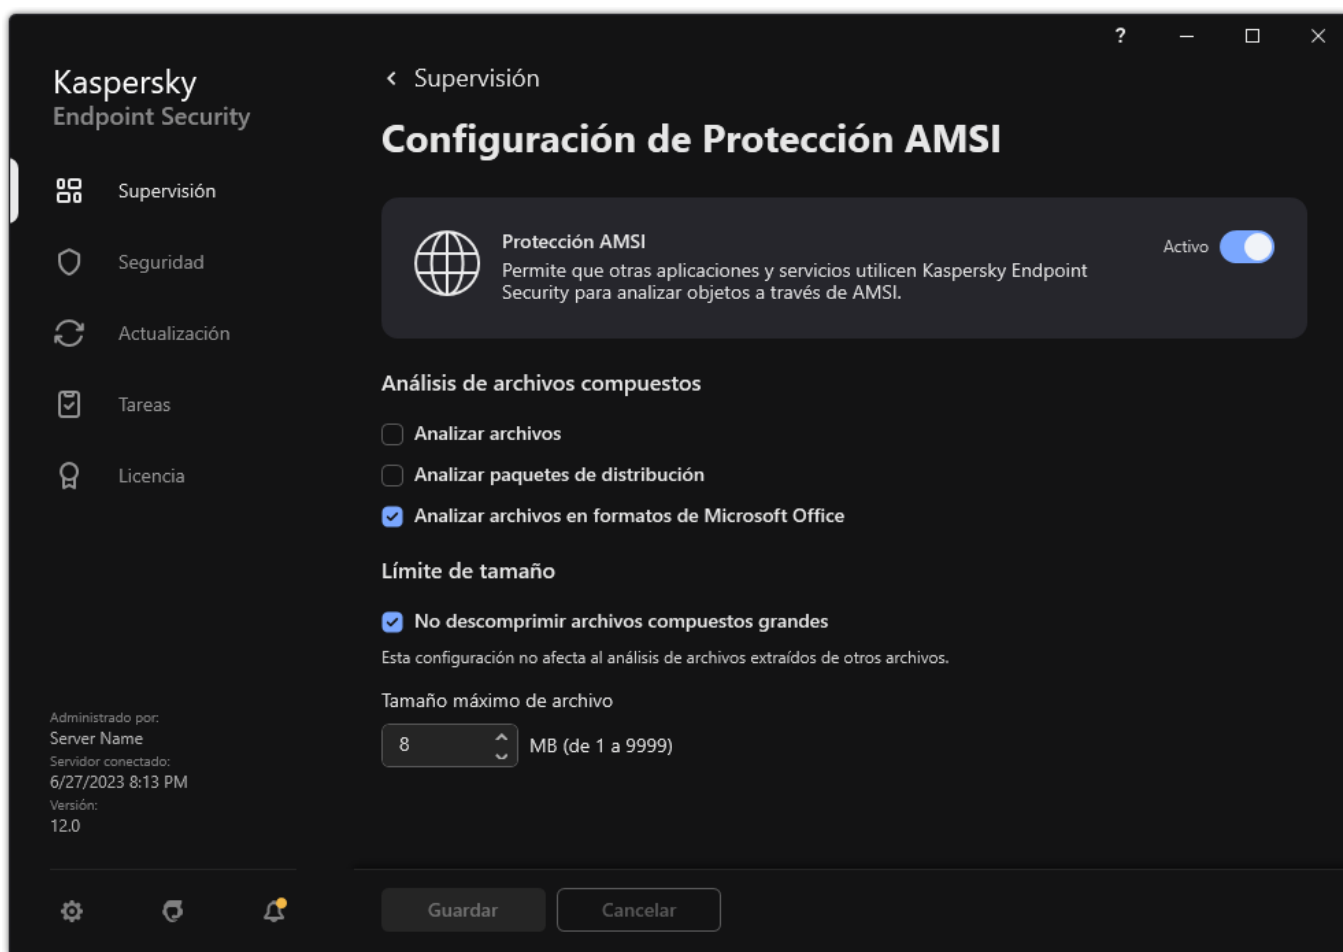 ?
Kaspersky
Endpoint Security
Supervisión
Seguridad
Actualización
Tareas
Licencia
Administrado por:
Server Name
Servidor conectado:
6/27/2023 8:13 PM
Versión:
12.0
Supervisión
Configuración de Protección AMSI
Protección AMSI
Permite que otras aplicaciones y servicios utilicen Kaspersky Endpoint
Security para analizar objetos a través de AMSI.
Activo
Análisis de archivos compuestos
Analizar archivos
Analizar paquetes de distribución
Analizar archivos en formatos de Microsoft Office
Límite de tamaño
No descomprimir archivos compuestos grandes
Esta configuración no afecta al análisis de archivos extraídos de otros archivos.
Tamaño máximo de archivo
8 MB (de 1 a 9999)
Guardar
Cancelar